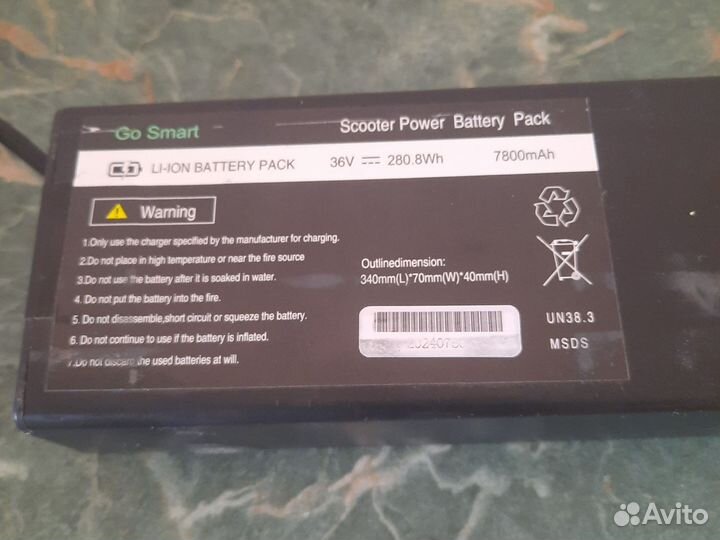 Go Smart
Scooter Power Battery Pack
LI-ION BATTERY PACK 36V 280.8Wh 7800mAh
Warning
1.Only use the charger specified by the manufacturer for charging.
2.Do not place in high temperature or near the fire source
3.Do not use the battery after it is soaked in water.
4. Do not put the battery into the fire.
5. Do not disassemble,short circuit or squeeze the battery.
6. Do not continue to use if the battery is inflated.
7.Do not discard the used batteries at will.
Outlinedimension:
340mm(L)*70mm(W)*40mm(H)
UN38.3
MSDS
Avito